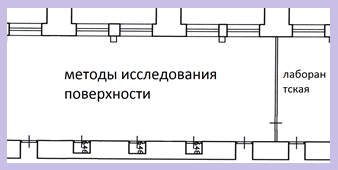 методы исследования
поверхности
лаборан
тская